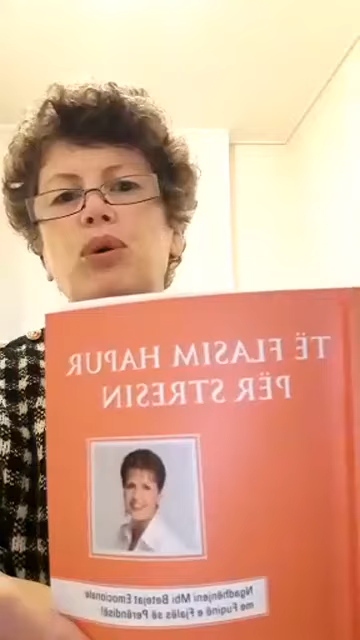 TË FLASIM HAPUR
PËR STRESIN
Ngadhënjeni Mbi Betejat Emocionale
me Fuqinë e Fjalës së Perëndisë!